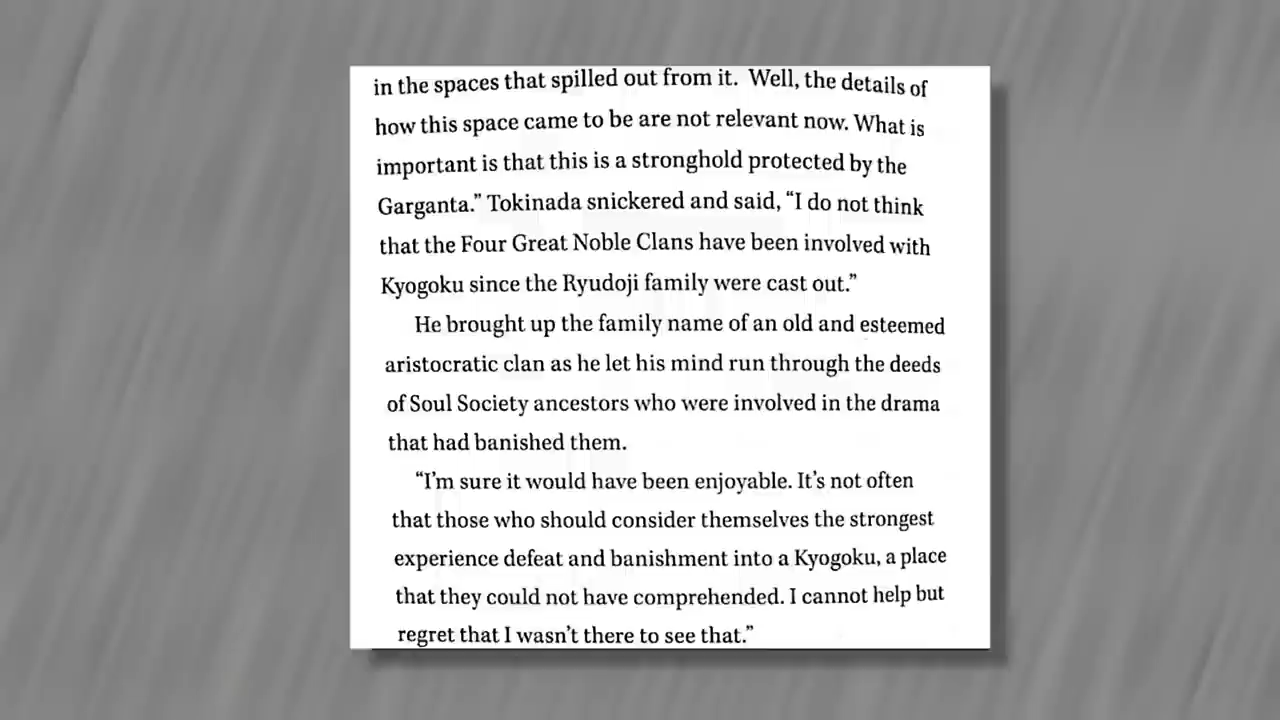 in the spaces that spilled out from it.  Well, the details of
how this space came to be are not relevant now. What is
important is that this is a stronghold protected by the
Garganta.” Tokinada snickered and said, “I do not think
that the Four Great Noble Clans have been involved with
Kyogoku since the Ryudoji family were cast out.”
He brought up the family name of an old and esteemed
aristocratic clan as he let his mind run through the deeds
of Soul Society ancestors who were involved in the drama
that had banished them.
“I’m sure it would have been enjoyable. It’s not often
that those who should consider themselves the strongest
experience defeat and banishment into a Kyogoku, a place
that they could not have comprehended. I cannot help but
regret that I wasn’t there to see that.”